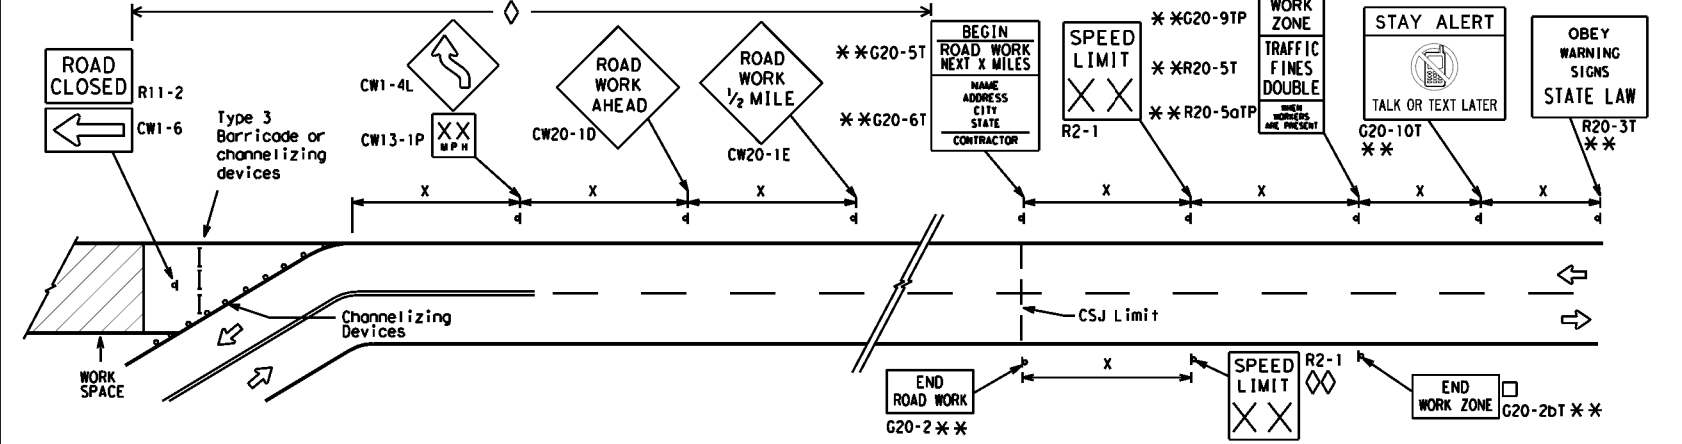 ROAD
CLOSED
R11-2
CW1-6
Type 3
Barricade or
channelizing
devices
CW1-4L
XX
MPH
CW13-1P
ROAD
WORK
AHEAD
CW20-1D
ROAD
WORK
1/2 MILE
CW20-1E
**G20-5T
BEGIN
ROAD WORK
NEXT X MILES
**G20-6T
NAME
ADDRESS
CITY
STATE
CONTRACTOR
SPEED
LIMIT
X X
R2-1
**G20-9TP
WORK
ZONE
**R20-5T
TRAFFIC
FINES
DOUBLE
**R20-5aTP
WHEN
WORKERS
ARE PRESENT
STAY ALERT
TALK OR TEXT LATER
G20-10T
**
OBEY
WARNING
SIGNS
STATE LAW
R20-3T
**
X X X X X X
Channelizing
Devices
WORK
SPACE
CSJ Limit
X
END
ROAD WORK
G20-2**
SPEED
LIMIT
X X
R2-1
END
WORK ZONE
G20-2bT **